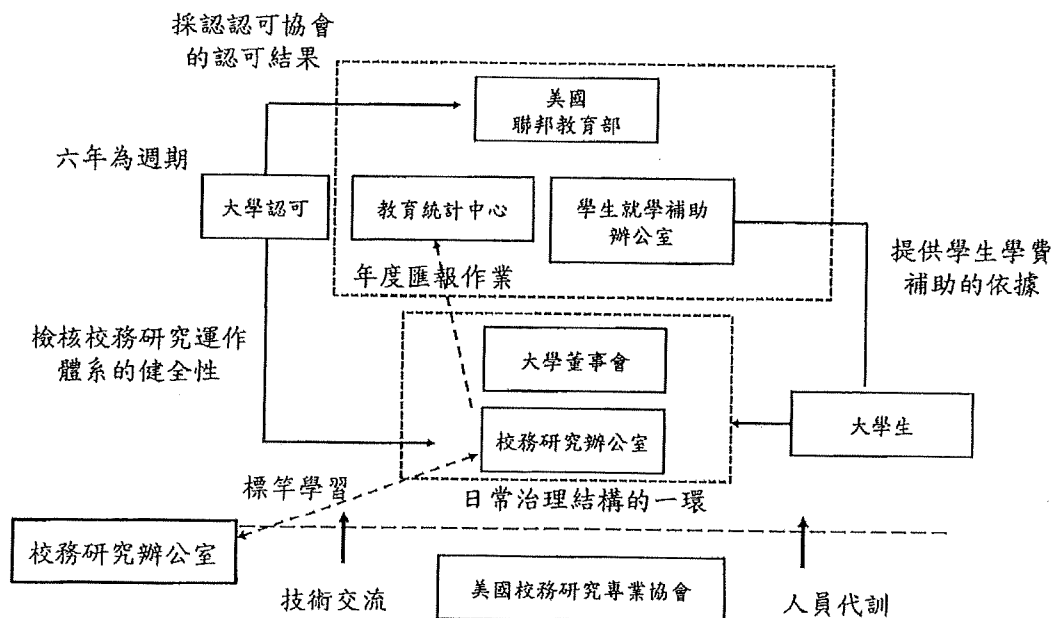 採認認可協會
的認可結果
美國
聯邦教育部
六年為週期
大學認可
教育統計中心
學生就學補助
辦公室
提供學生學費
補助的依據
年度匯報作業
檢核校務研究運作
體系的健全性
大學董事會
校務研究辦公室
大學生
標竿學習
日常治理結構的一環
校務研究辦公室
技術交流
美國校務研究專業協會
人員代訓